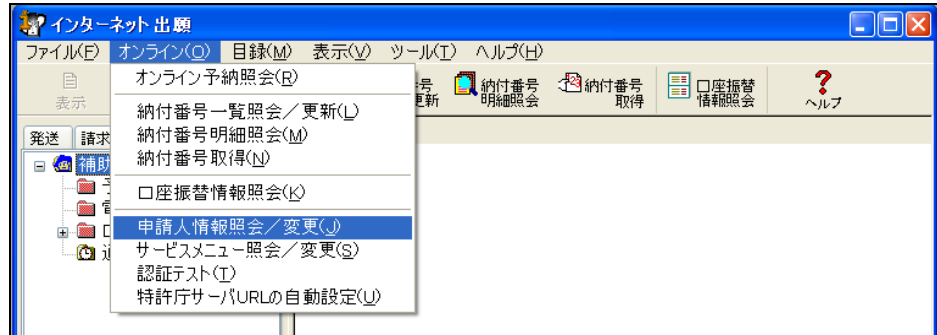 インターネット出願
ファイル(F) オンライン(O) 目録(M) 表示(V) ツール(T) ヘルプ(H)
オンライン予納照会(R)
納付番号一覧照会／更新(L)
納付番号明細照会(M)
納付番号取得(N)
口座振替情報照会(K)
申請人情報照会／変更(J)
サービスメニュー照会／変更(S)
認証テスト(T)
特許庁サーバURLの自動設定(U)
表示
号
更新
納付番号
明細照会
納付番号
取得
口座振替
情報照会
ヘルプ
発送 請求
補助